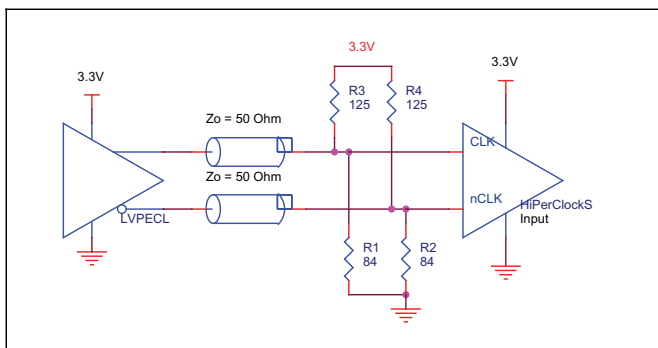 3.3V
3.3V
3.3V
R3
125
R4
125
Zo = 50 Ohm
CLK
Zo = 50 Ohm
nCLK
HiPerClockS
Input
LVPECL
R1
84
R2
84